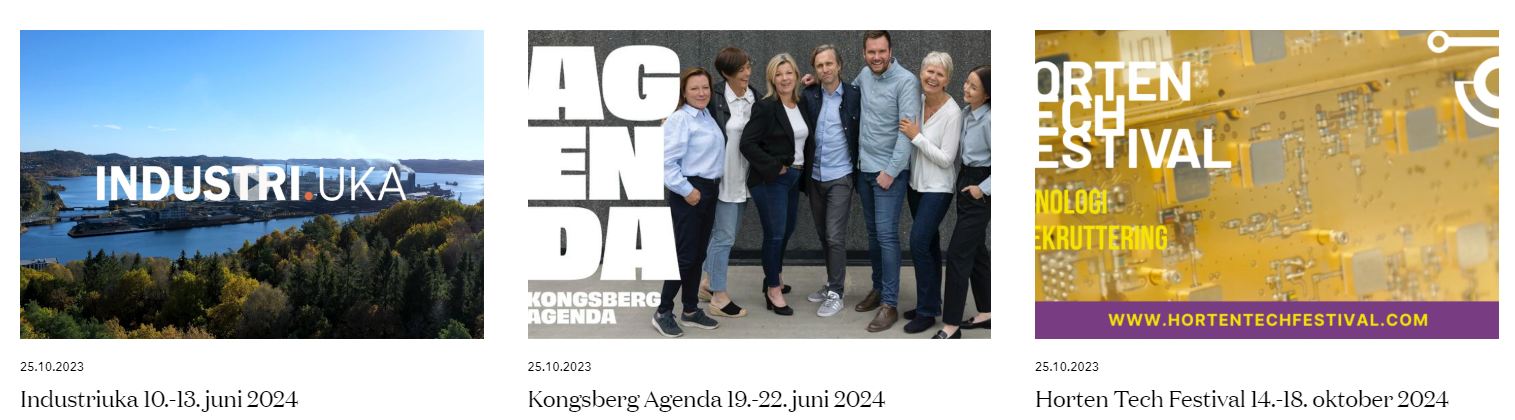 INDUSTRI.UKA
25.10.2023
Industriuka 10.-13. juni 2024
AG
EN
DA
KONGSBERG
AGENDA
25.10.2023
Kongsberg Agenda 19.-22. juni 2024
ORTEN
ECH
ESTIVAL
NOLOGI
EKRUTTERING
WWW.HORTENTECHFESTIVAL.COM
25.10.2023
Horten Tech Festival 14.-18. oktober 2024